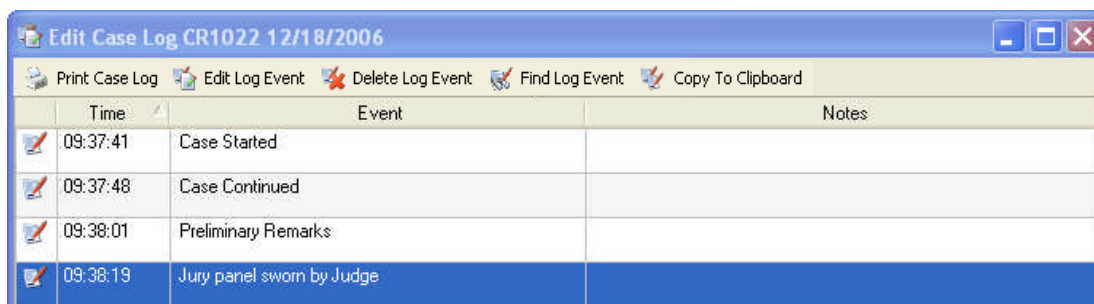 Edit Case Log CR1022 12/18/2006
Print Case Log Edit Log Event Delete Log Event Find Log Event Copy To Clipboard
Time Event Notes
09:37:41 Case Started
09:37:48 Case Continued
09:38:01 Preliminary Remarks
09:38:19 Jury panel sworn by Judge